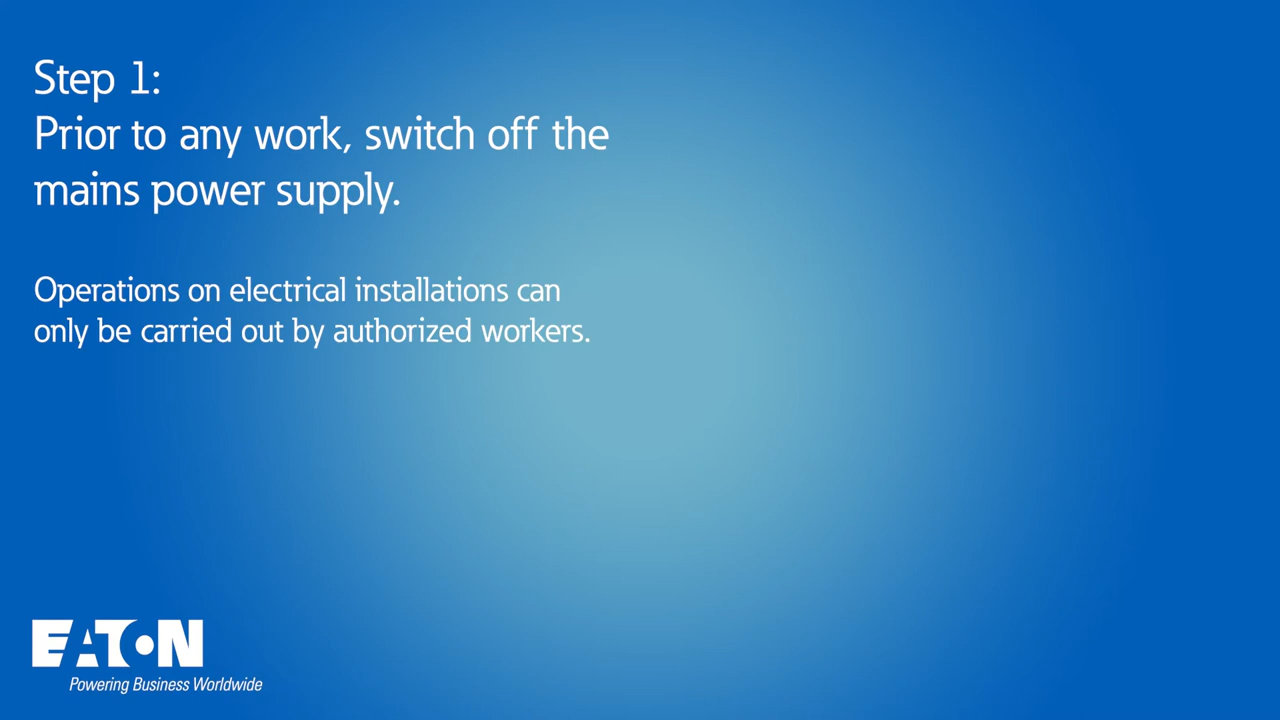 Step 1:
Prior to any work, switch off the
mains power supply.
Operations on electrical installations can
only be carried out by authorized workers.
EATON
Powering Business Worldwide